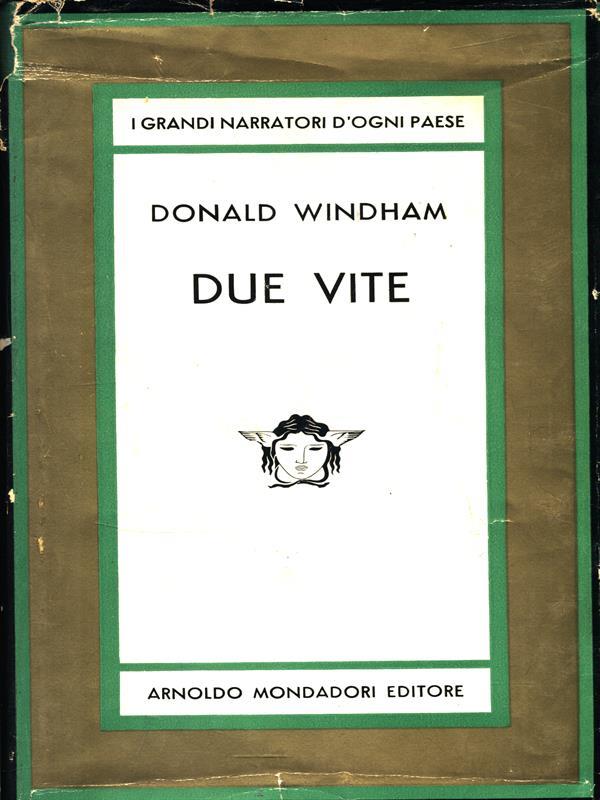 I GRANDI NARRATORI D'OGNI PAESE
DONALD WINDHAM
DUE VITE
ARNOLDO MONDADORI EDITORE